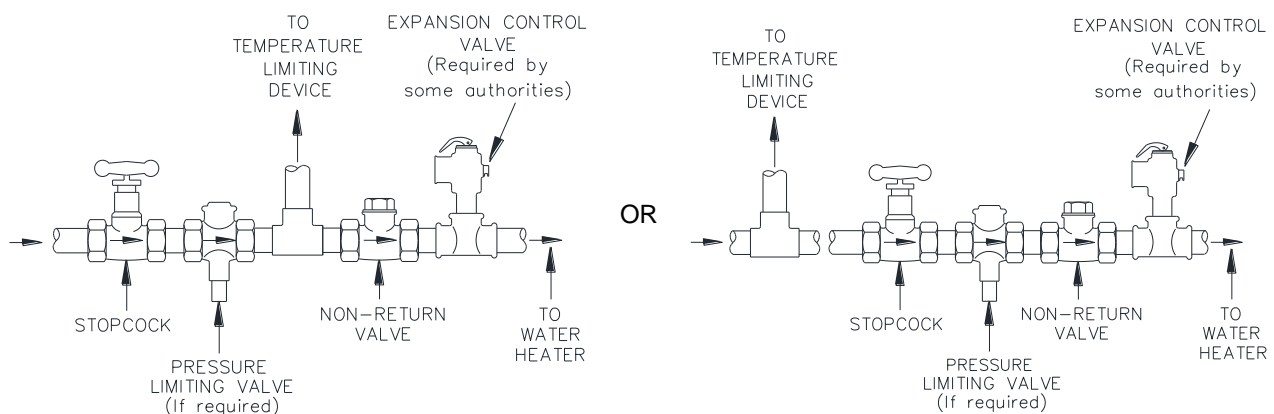 TO
TEMPERATURE
LIMITING
DEVICE
EXPANSION CONTROL
VALVE
(Required by
some authorities)
STOPCOCK
PRESSURE
LIMITING VALVE
(If required)
NON-RETURN
VALVE
TO
WATER
HEATER
OR
TO
TEMPERATURE
LIMITING
DEVICE
EXPANSION CONTROL
VALVE
(Required by
some authorities)
STOPCOCK
PRESSURE
LIMITING VALVE
(If required)
NON-RETURN
VALVE
TO
WATER
HEATER